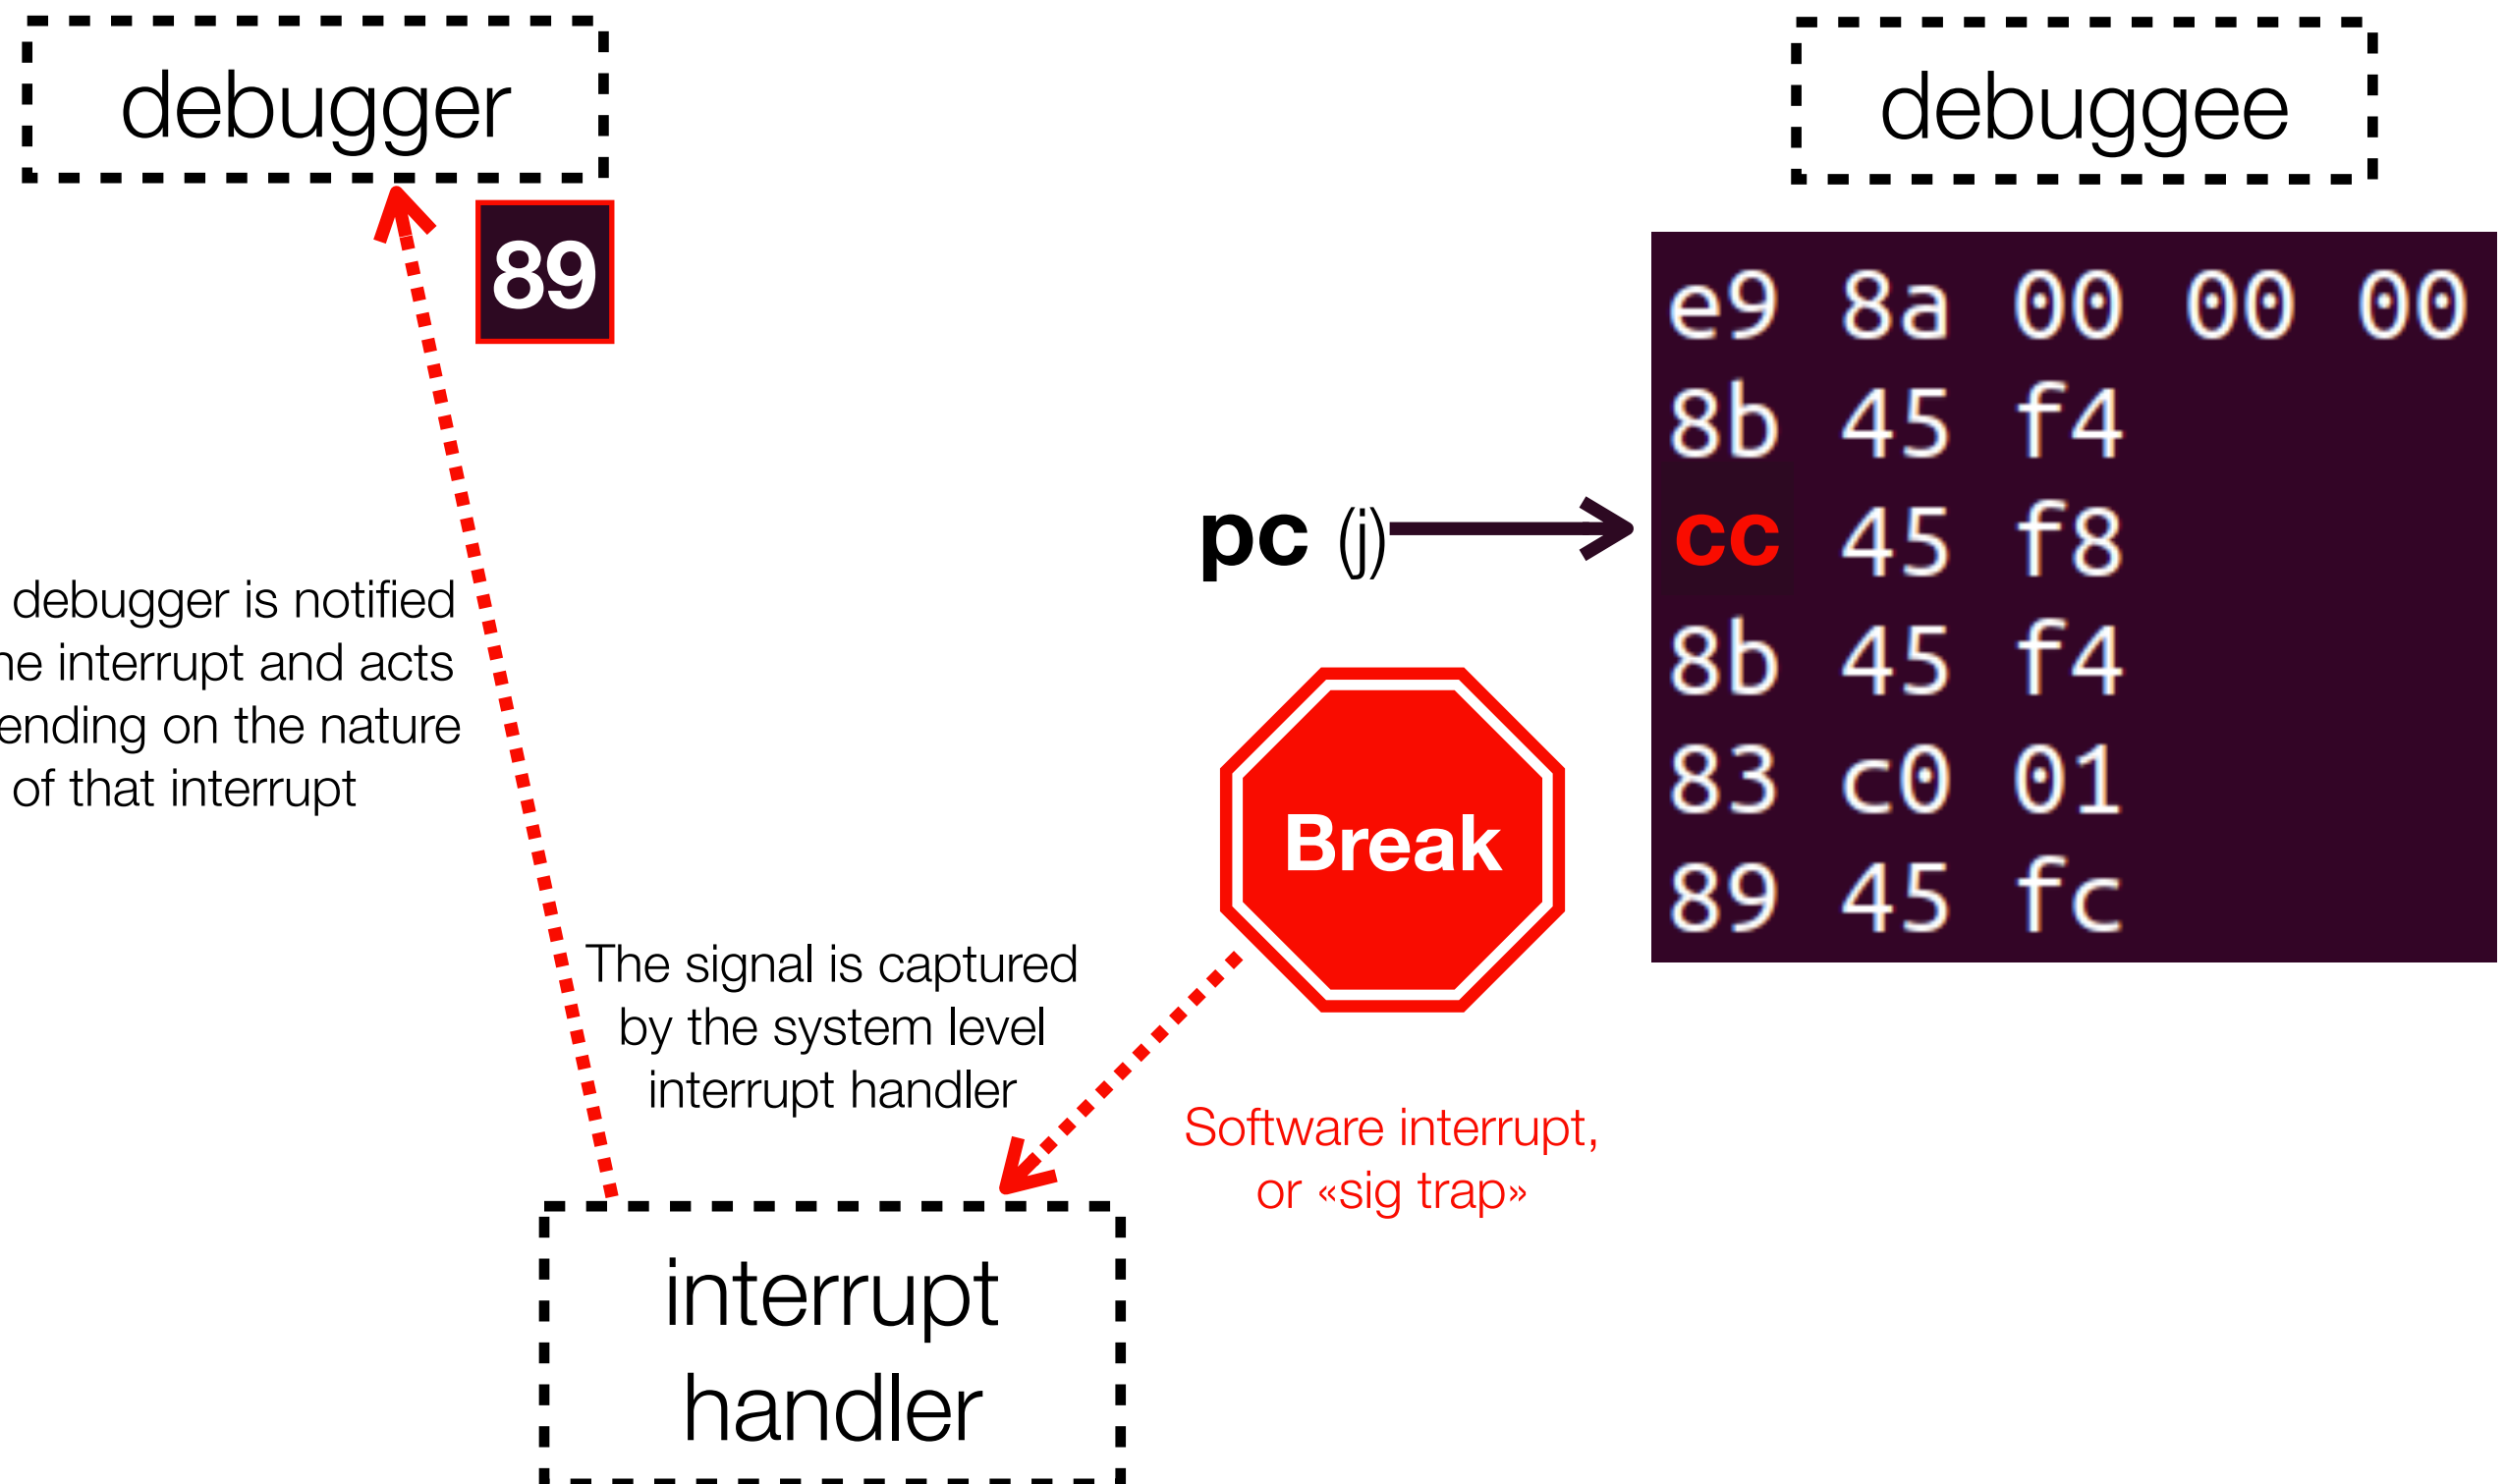 debugger
debuggee
89
e9 8a 00 00 00
8b 45 f4
pc (j)
cc 45 f8
8b 45 f4
83 c0 01
89 45 fc
debugger is notified
interrupt and acts
on the nature
of that interrupt
Break
The signal is captured
by the system level
interrupt handler
Software interrupt,
or «sig trap»
interrupt
handler